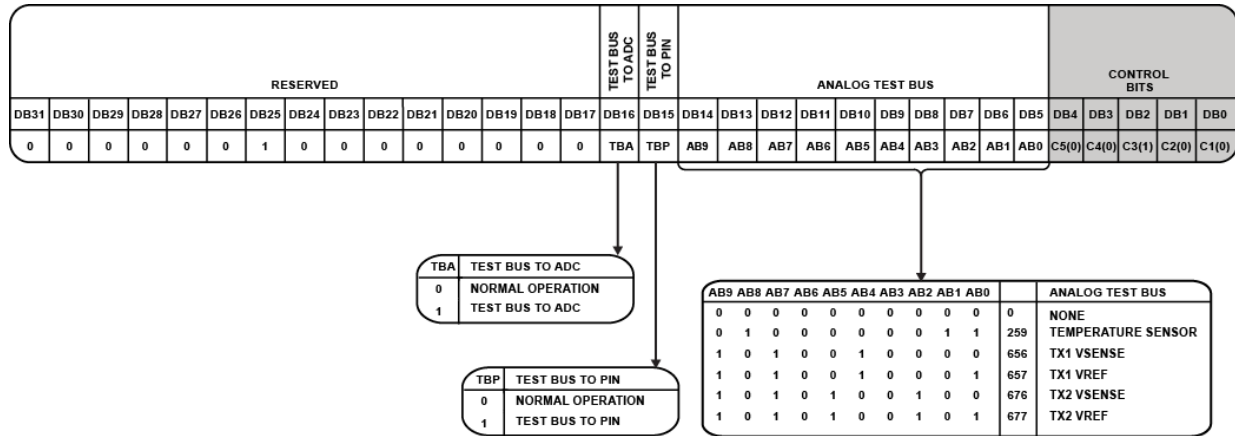 RESERVED
TEST BUS
TO ADC
TEST BUS
TO PIN
ANALOG TEST BUS
CONTROL
BITS
DB31 DB30 DB29 DB28 DB27 DB26 DB25 DB24 DB23 DB22 DB21 DB20 DB19 DB18 DB17 DB16 DB15 DB14 DB13 DB12 DB11 DB10 DB9 DB8 DB7 DB6 DB5 DB4 DB3 DB2 DB1 DB0
0 0 0 0 0 0 1 0 0 0 0 0 0 0 0 TBA TBP AB9 AB8 AB7 AB6 AB5 AB4 AB3 AB2 AB1 AB0 C5(0) C4(0) C3(1) C2(0) C1(0)
TBA TEST BUS TO ADC
0 NORMAL OPERATION
1 TEST BUS TO ADC
TBP TEST BUS TO PIN
0 NORMAL OPERATION
1 TEST BUS TO PIN
AB9 AB8 AB7 AB6 AB5 AB4 AB3 AB2 AB1 AB0 ANALOG TEST BUS
0 0 0 0 0 0 0 0 0 0 0 NONE
0 1 0 0 0 0 0 0 1 1 259 TEMPERATURE SENSOR
1 0 1 0 0 1 0 0 0 0 656 TX1 VSENSE
1 0 1 0 0 1 0 0 0 1 657 TX1 VREF
1 0 1 0 1 0 0 1 0 0 676 TX2 VSENSE
1 0 1 0 1 0 0 1 0 1 677 TX2 VREF